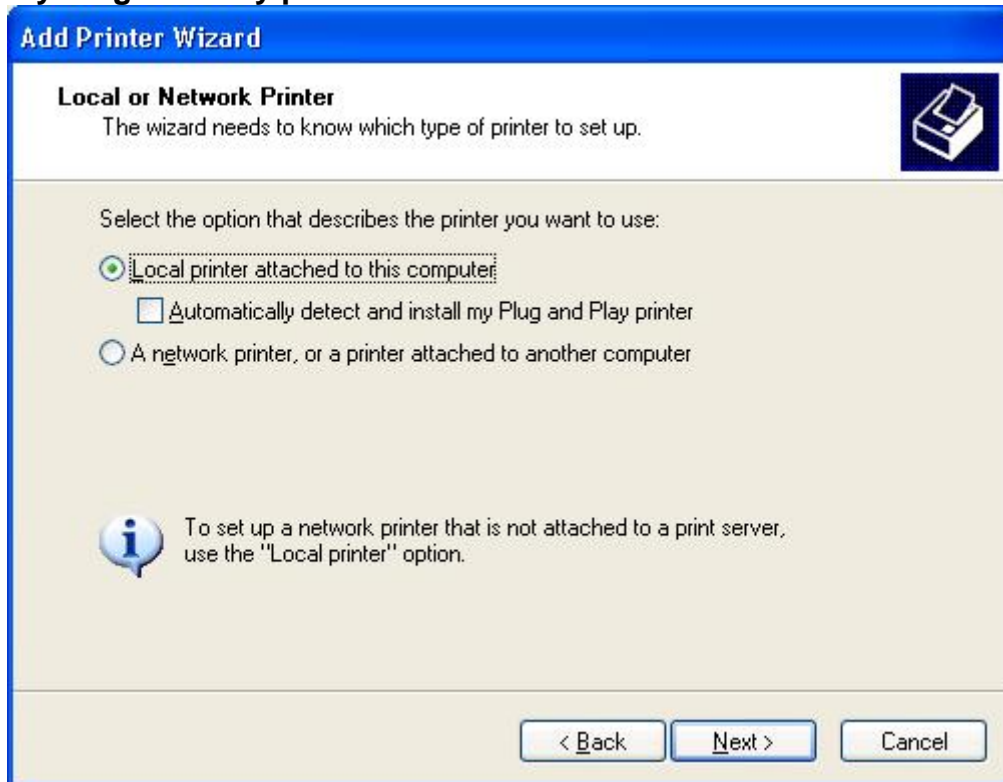 Add Printer Wizard
Local or Network Printer
The wizard needs to know which type of printer to set up.
Select the option that describes the printer you want to use:
Local printer attached to this computer
Automatically detect and install my Plug and Play printer
A network printer, or a printer attached to another computer
To set up a network printer that is not attached to a print server,
use the "Local printer" option.
< Back
Next >
Cancel